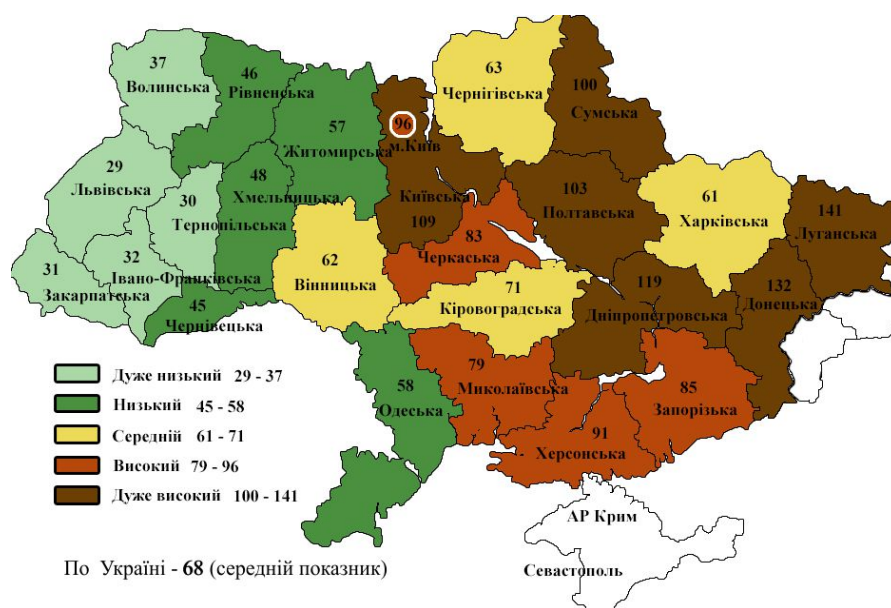 37
Волинська
46
Рівненська
57
Житомирська
96
м.Київ
63
Чернігівська
100
Сумська
29
Львівська
30
Тернопільська
48
Хмельницька
Київська
109
103
Полтавська
61
Харківська
141
Луганська
31
Закарпатська
32
Івано-Франківська
45
Чернівецька
62
Вінницька
83
Черкаська
71
Кіровоградська
119
Дніпропетровська
132
Донецька
58
Одеська
79
Миколаївська
91
Херсонська
85
Запорізька
АР Крим
Севастополь
Дуже низький 29 - 37
Низький 45 - 58
Середній 61 - 71
Високий 79 - 96
Дуже високий 100 - 141
По Україні - 68 (середній показник)